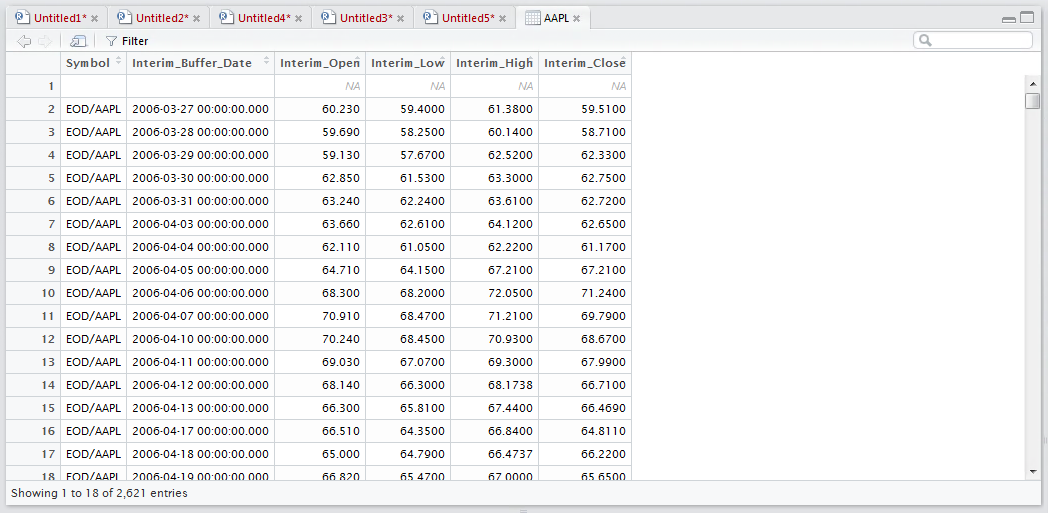 Untitled1* Untitled2* Untitled4* Untitled3* Untitled5* AAPL
Filter
Symbol Interim_Buffer_Date Interim_Open Interim_Low Interim_High Interim_Close
1 NA NA NA NA
2 EOD/AAPL 2006-03-27 00:00:00.000 60.230 59.4000 61.3800 59.5100
3 EOD/AAPL 2006-03-28 00:00:00.000 59.690 58.2500 60.1400 58.7100
4 EOD/AAPL 2006-03-29 00:00:00.000 59.130 57.6700 62.5200 62.3300
5 EOD/AAPL 2006-03-30 00:00:00.000 62.850 61.5300 63.3000 62.7500
6 EOD/AAPL 2006-03-31 00:00:00.000 63.240 62.2400 63.6100 62.7200
7 EOD/AAPL 2006-04-03 00:00:00.000 63.660 62.6100 64.1200 62.6500
8 EOD/AAPL 2006-04-04 00:00:00.000 62.110 61.0500 62.2200 61.1700
9 EOD/AAPL 2006-04-05 00:00:00.000 64.710 64.1500 67.2100 67.2100
10 EOD/AAPL 2006-04-06 00:00:00.000 68.300 68.2000 72.0500 71.2400
11 EOD/AAPL 2006-04-07 00:00:00.000 70.910 68.4700 71.2100 69.7900
12 EOD/AAPL 2006-04-10 00:00:00.000 70.240 68.4500 70.9300 68.6700
13 EOD/AAPL 2006-04-11 00:00:00.000 69.030 67.0700 69.3000 67.9900
14 EOD/AAPL 2006-04-12 00:00:00.000 68.140 66.3000 68.1738 66.7100
15 EOD/AAPL 2006-04-13 00:00:00.000 66.300 65.8100 67.4400 66.4690
16 EOD/AAPL 2006-04-17 00:00:00.000 66.510 64.3500 66.8400 64.8110
17 EOD/AAPL 2006-04-18 00:00:00.000 65.000 64.7900 66.4737 66.2200
18 EOD/AAPL 2006-04-19 00:00:00.000 66.820 65.4700 67.0000 65.6500
Showing 1 to 18 of 2,621 entries